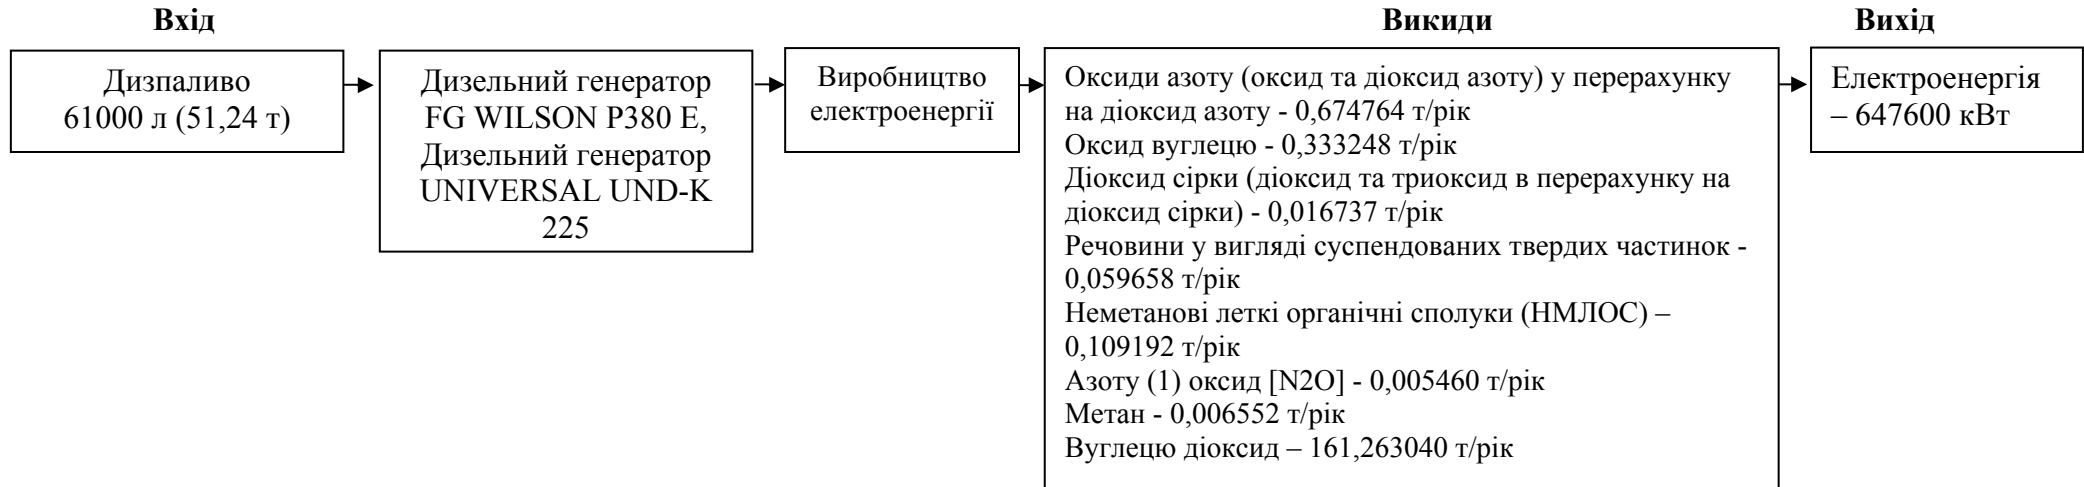 Вхід
Викиди
Вихід
Дизпаливо
61000 л (51,24 т)
Дизельний генератор
FG WILSON P380 E,
Дизельний генератор
UNIVERSAL UND-K
225
Виробництво
електроенергії
Оксиди азоту (оксид та діоксид азоту) у перерахунку
на діоксид азоту - 0,674764 т/рік
Оксид вуглецю - 0,333248 т/рік
Діоксид сірки (діоксид та триоксид в перерахунку на
діоксид сірки) - 0,016737 т/рік
Речовини у вигляді суспендованих твердих частинок -
0,059658 т/рік
Неметанові леткі органічні сполуки (НМЛОС) –
0,109192 т/рік
Азоту (1) оксид [N2O] - 0,005460 т/рік
Метан - 0,006552 т/рік
Вуглецю діоксид – 161,263040 т/рік
Електроенергія
– 647600 кВт